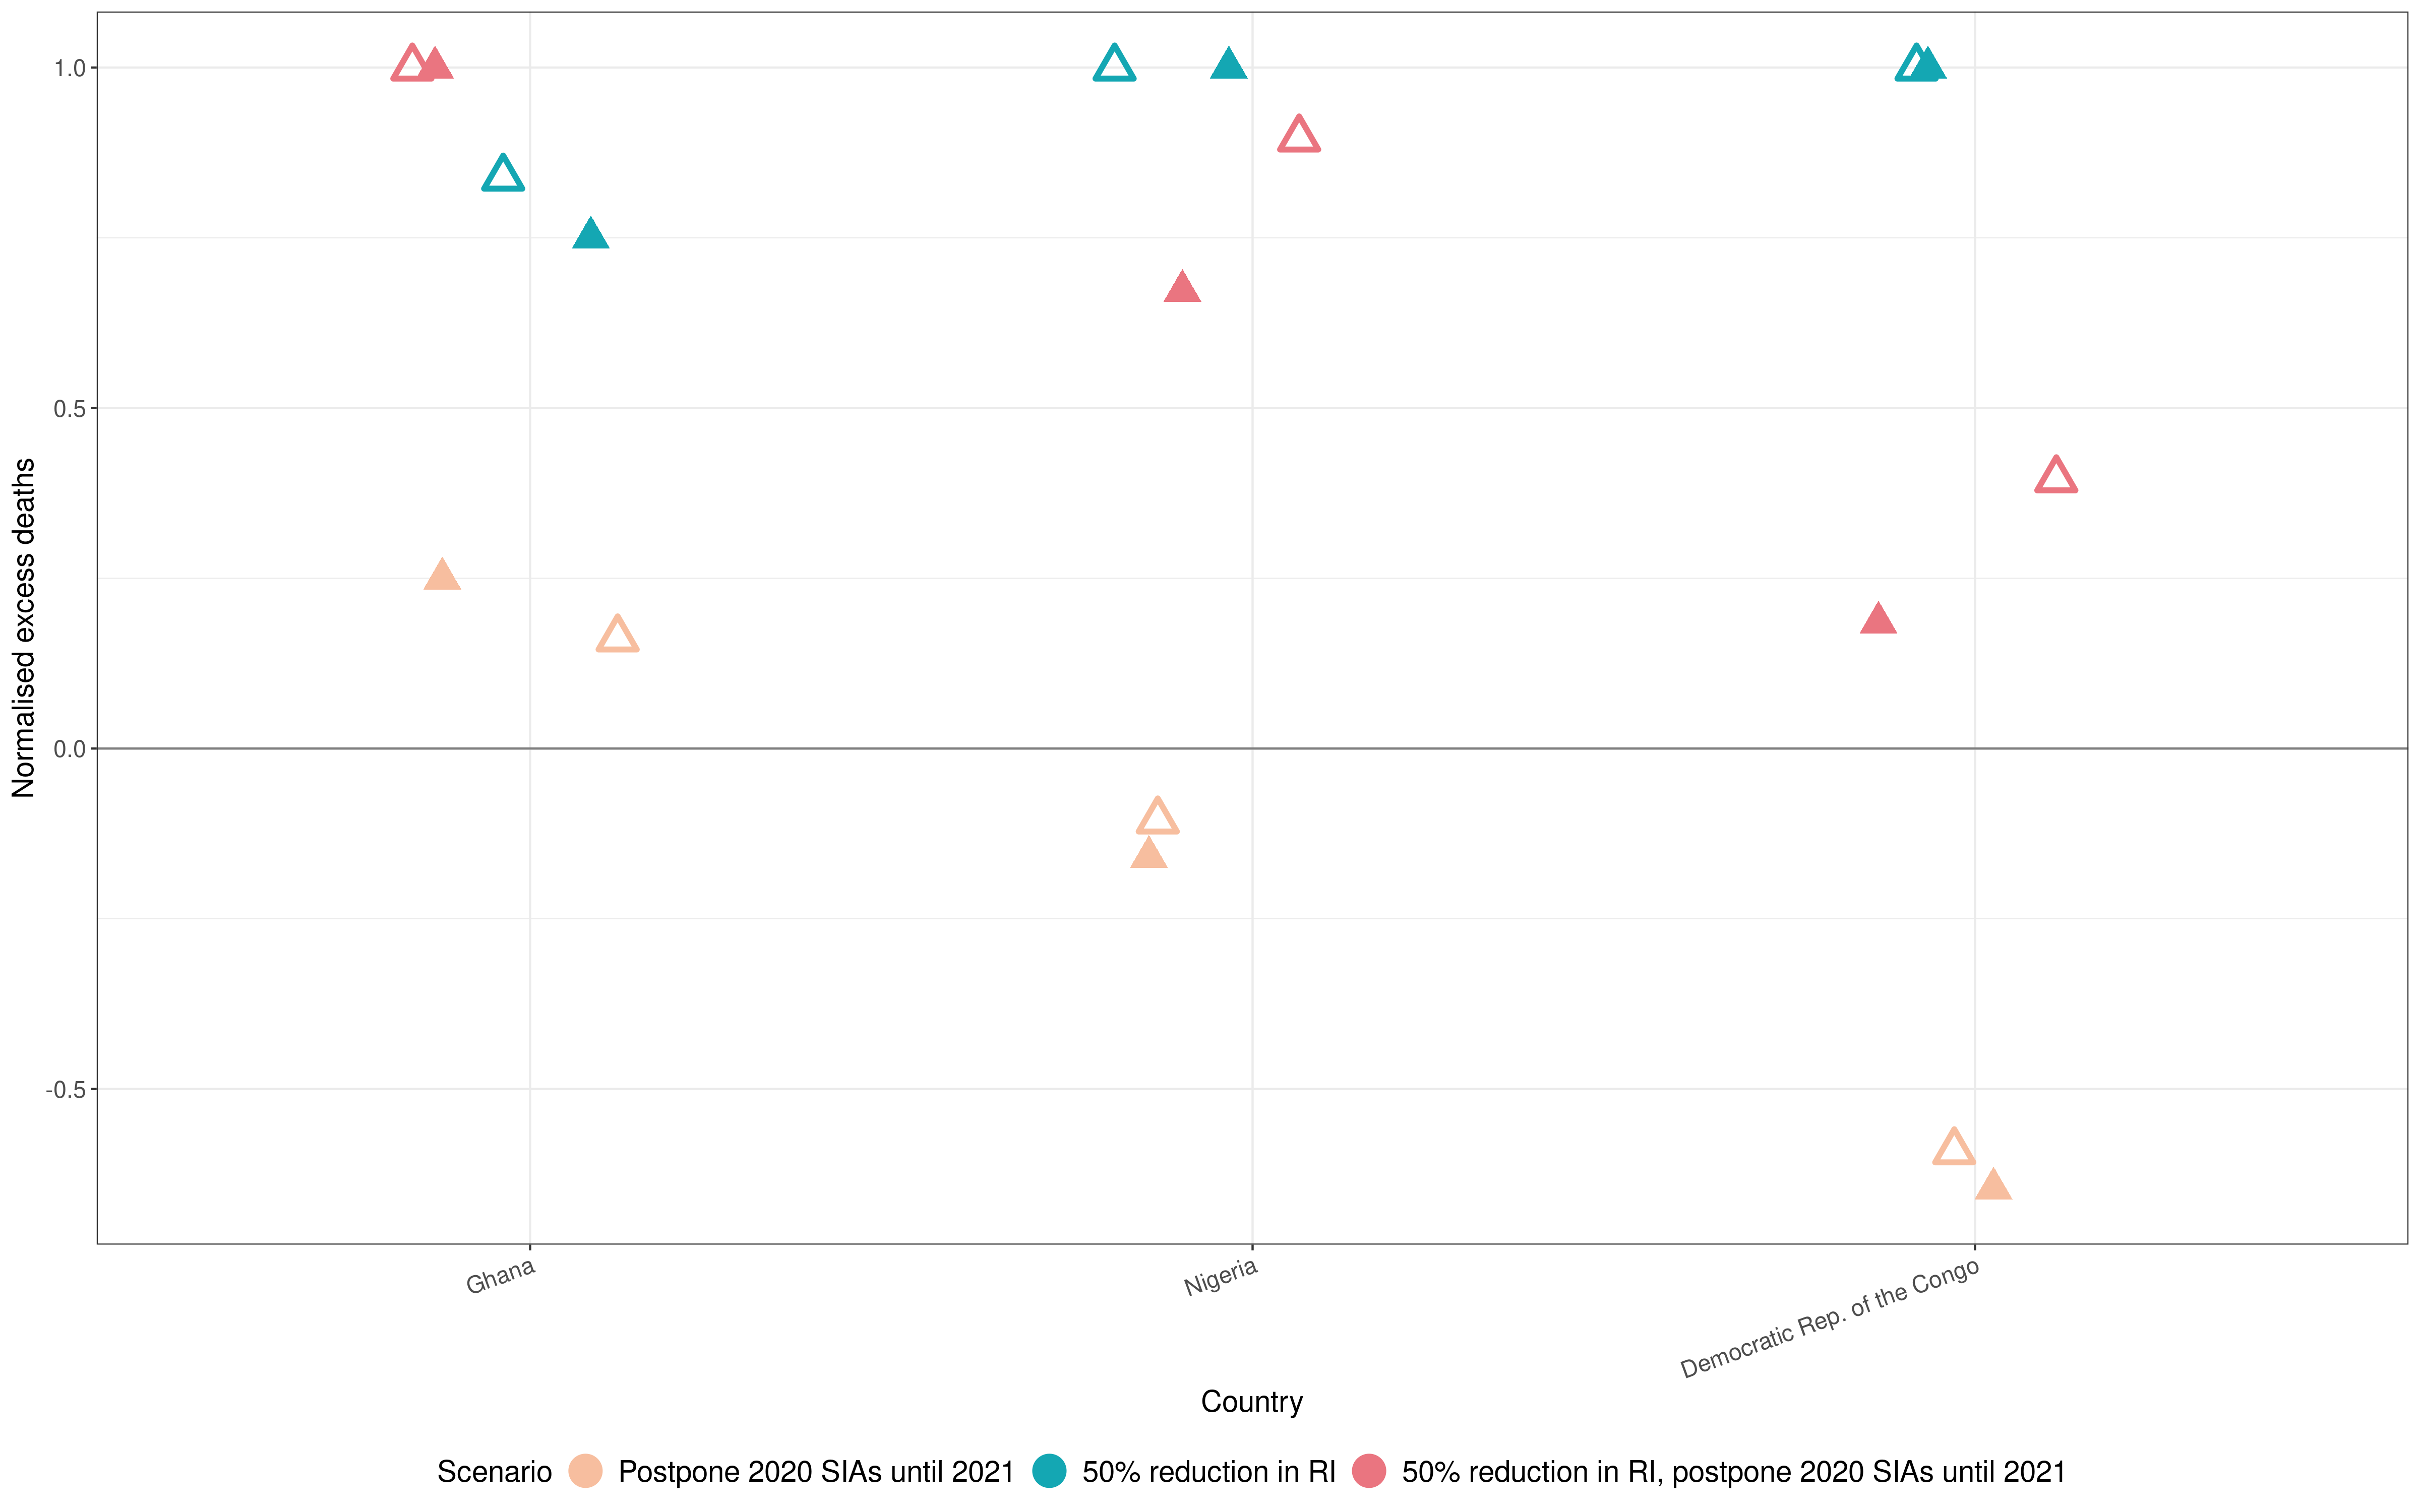 1.0
0.5
0.0
-0.5
Normalised excess deaths
Ghana
Nigeria
Democratic Rep. of the Congo
Country
Scenario Postpone 2020 SIAs until 2021 50% reduction in RI 50% reduction in RI, postpone 2020 SIAs until 2021